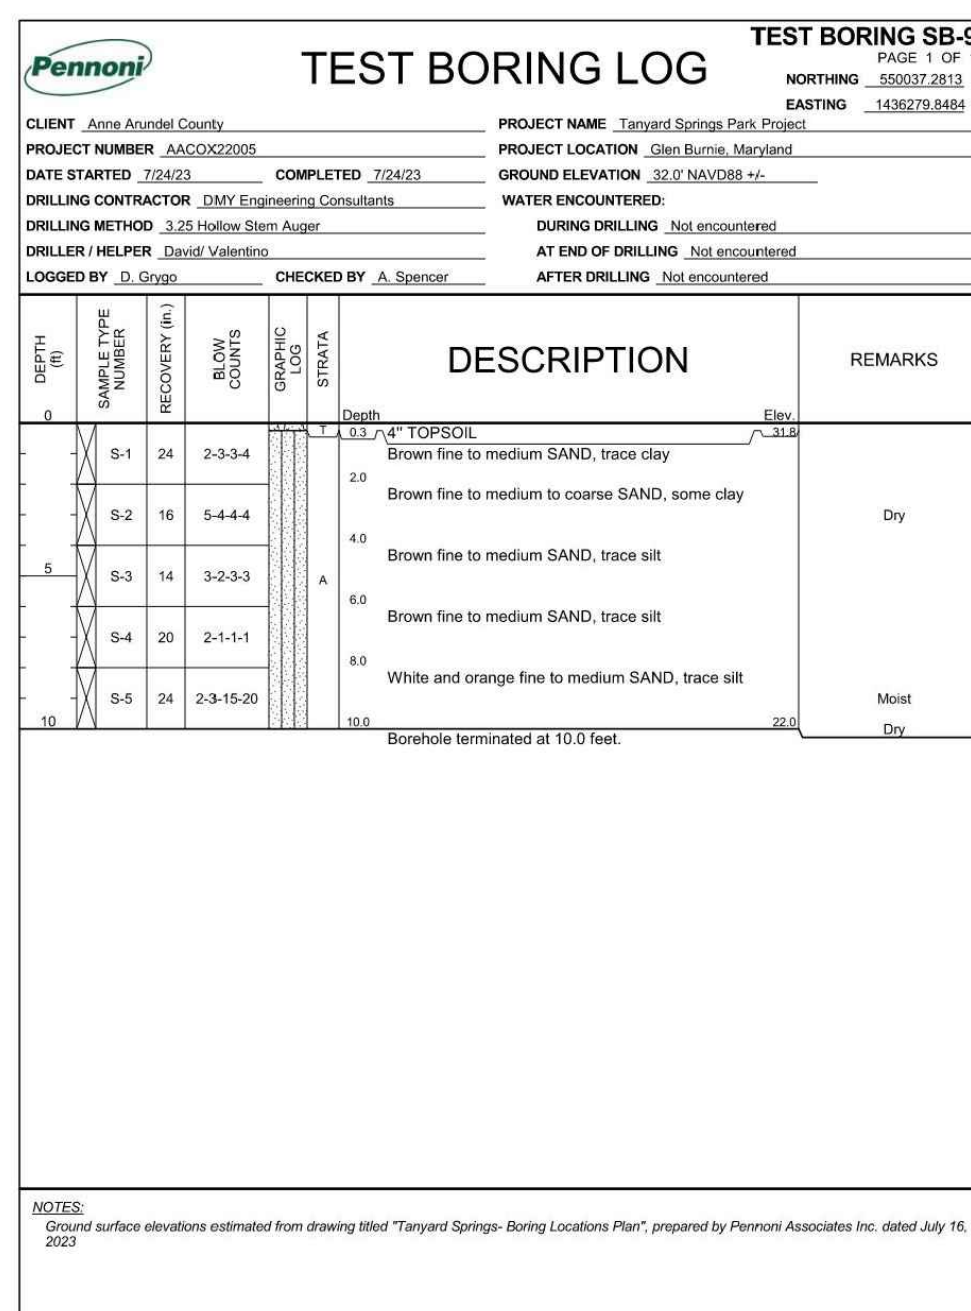 Pennoni
TEST BORING LOG
TEST BORING SB-9
PAGE 1 OF
NORTHING 550037.2813
EASTING 1436279.8484
CLIENT Anne Arundel County
PROJECT NAME Tanyard Springs Park Project
PROJECT NUMBER AACOX22005
PROJECT LOCATION Glen Burnie, Maryland
DATE STARTED 7/24/23 COMPLETED 7/24/23
GROUND ELEVATION 32.0' NAVD88 +/-
DRILLING CONTRACTOR DMY Engineering Consultants
WATER ENCOUNTERED:
DRILLING METHOD 3.25 Hollow Stem Auger
DURING DRILLING Not encountered
DRILLER / HELPER David/ Valentino
AT END OF DRILLING Not encountered
LOGGED BY D. Grygo CHECKED BY A. Spencer
AFTER DRILLING Not encountered
DEPTH (ft)
SAMPLE TYPE NUMBER
RECOVERY (in.)
BLOW COUNTS
GRAPHIC LOG
STRATA
DESCRIPTION
REMARKS
0 Depth Elev.
T 0.3 4" TOPSOIL 31.8
S-1 24 2-3-3-4 Brown fine to medium SAND, trace clay
2.0
Brown fine to medium to coarse SAND, some clay
S-2 16 5-4-4-4 Dry
4.0
Brown fine to medium SAND, trace silt
5 S-3 14 3-2-3-3 A
6.0
Brown fine to medium SAND, trace silt
S-4 20 2-1-1-1
8.0
White and orange fine to medium SAND, trace silt
S-5 24 2-3-15-20 Moist
10 10.0 22.0
Dry
Borehole terminated at 10.0 feet.
NOTES:
Ground surface elevations estimated from drawing titled "Tanyard Springs- Boring Locations Plan", prepared by Pennoni Associates Inc. dated July 16,
2023